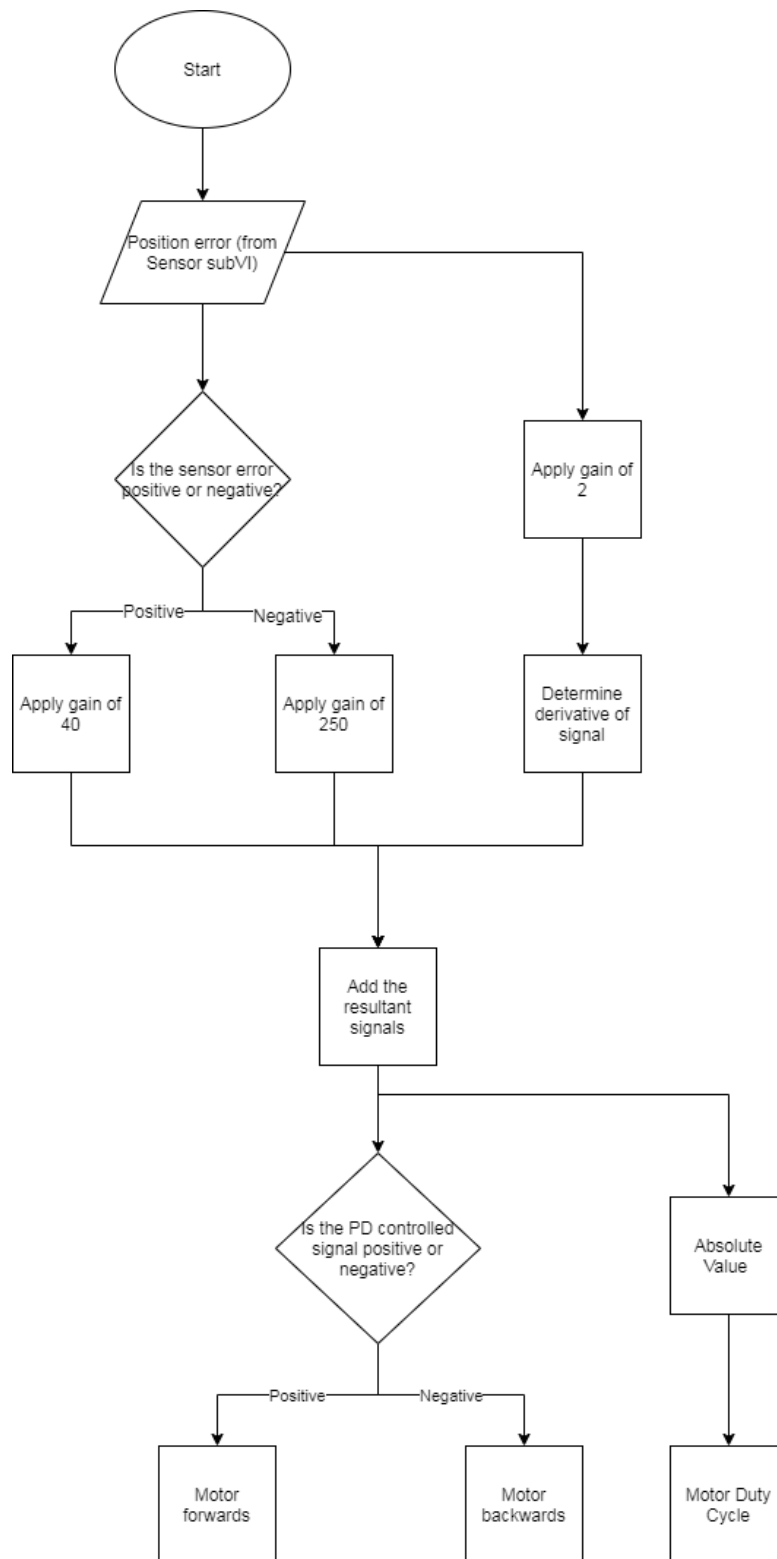 Start
Position error (from
Sensor subVI)
Is the sensor error
positive or negative?
Apply gain of
2
Positive
Negative
Apply gain of
40
Apply gain of
250
Determine
derivative of
signal
Add the
resultant
signals
Is the PD controlled
signal positive or
negative?
Absolute
Value
Positive
Negative
Motor
forwards
Motor
backwards
Motor Duty
Cycle